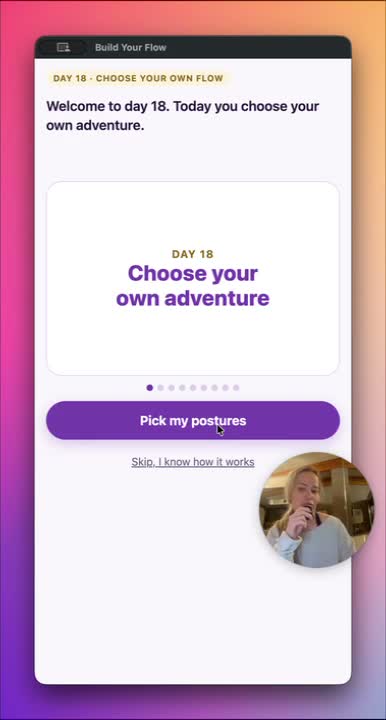 Build Your Flow
DAY 18 · CHOOSE YOUR OWN FLOW
Welcome to day 18. Today you choose your
own adventure.
DAY 18
Choose your
own adventure
Pick my postures
Skip, I know how it works